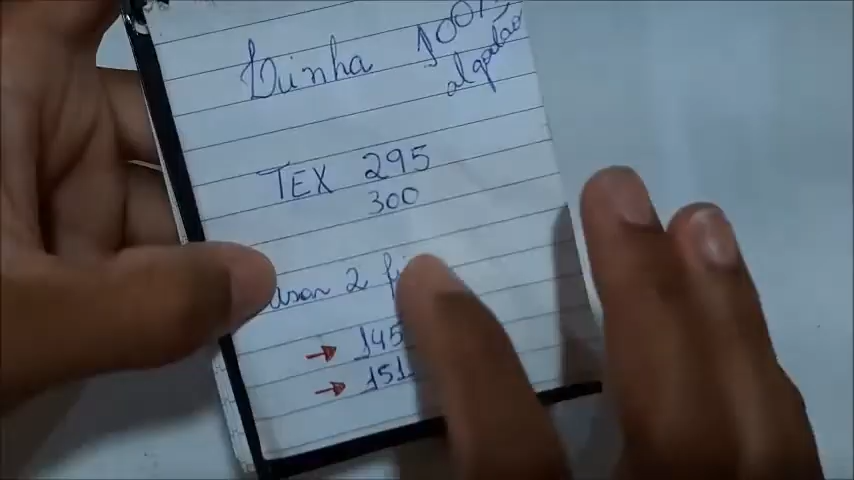 Linha 100%
algodão
TEX 295
300
usar 2 fi
145
151